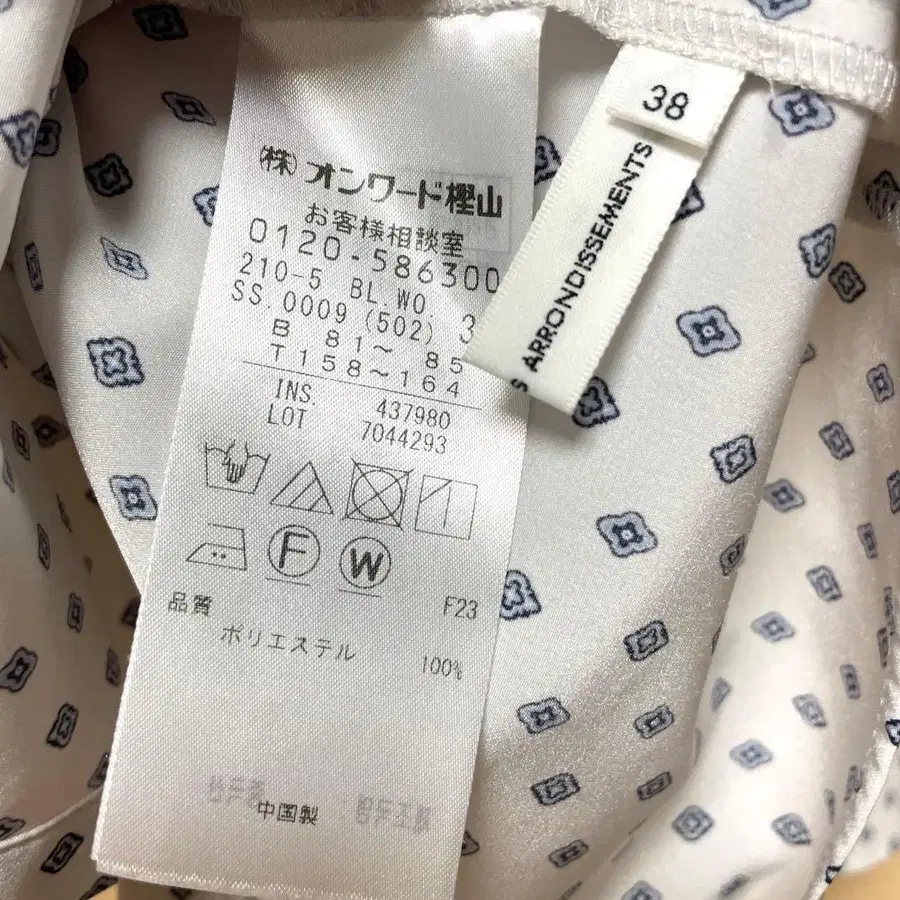 (株)オンワード樫山
お客様相談室
0120-586300
210-5 BL.WO. 3
SS.0009(502)
B 81～ 85
T 158～164
INS. 437980
LOT 7044293
F
W
品質 F23
ポリエステル 100%
中国製
38
S ARRONDISSEMENTS